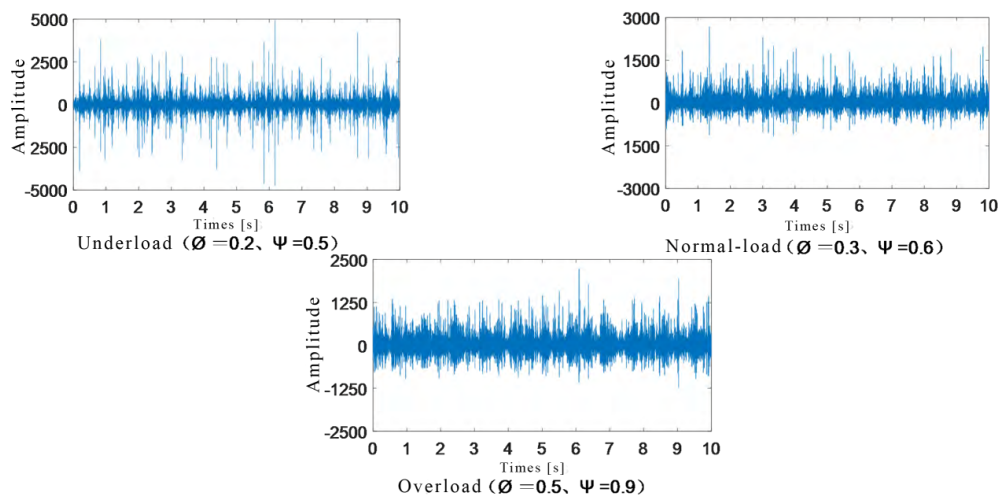 5000
2500
0
2500
-5000
Amplitude
0 1 2 3 4 5 6 7 8 9 10
Times [s]
Underload (Ø =0.2、Ψ =0.5)
3000
1500
0
1500
-3000
Amplitude
0 1 2 3 4 5 6 7 8 9 10
Times [s]
Normal-load (Ø =0.3、Ψ =0.6)
2500
1250
0
-1250
-2500
Amplitude
0 1 2 3 4 5 6 7 8 9 10
Times [s]
Overload (Ø =0.5、Ψ =0.9)